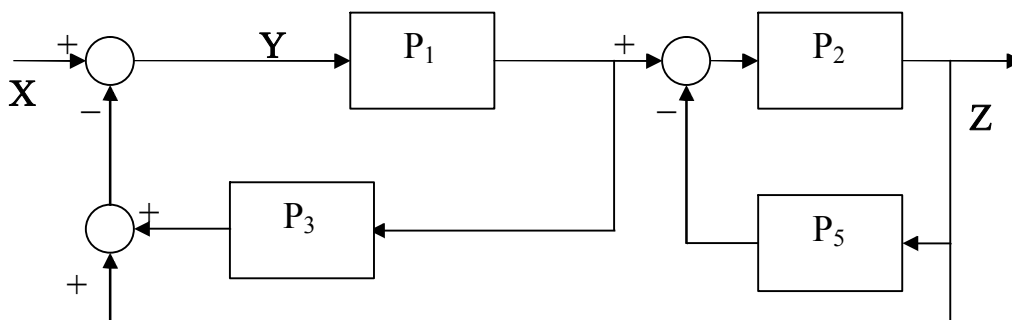 + Y P₁ + P₂
X − − Z
+ P₃ P₅
+